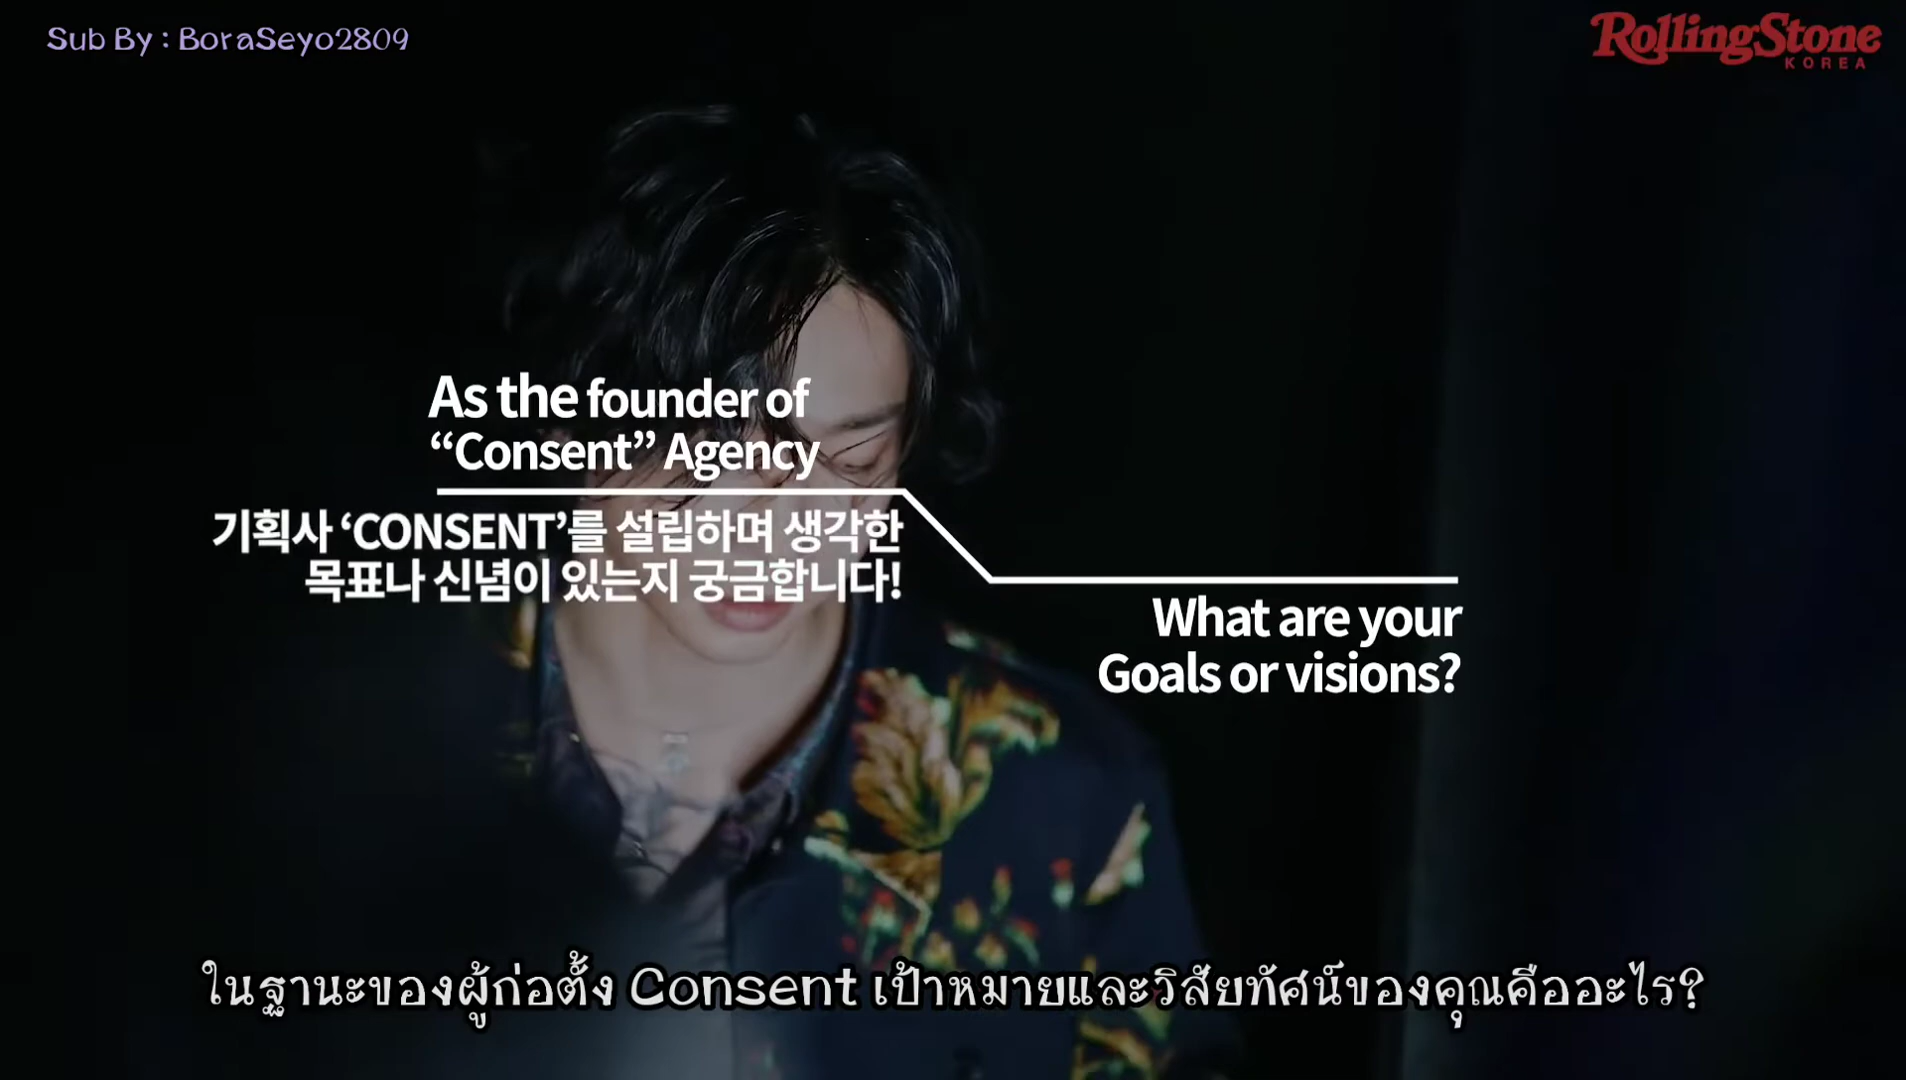 Sub By : BoraSeyo2809
RollingStone
KOREA
As the founder of
“Consent” Agency
기획사 ‘CONSENT’를 설립하며 생각한
목표나 신념이 있는지 궁금합니다!
What are your
Goals or visions?
ในฐานะของผู้ก่อตั้ง Consent เป้าหมายและวิสัยทัศน์ของคุณคืออะไร?